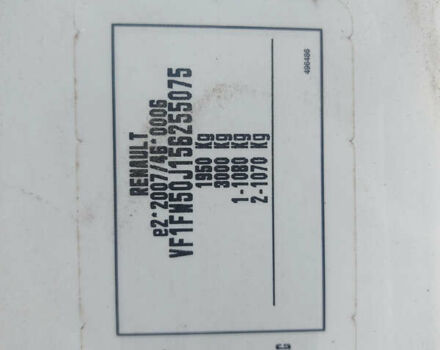 RENAULT
e2*2007/46*0006
VF1FW50J156255075
1950 Kg
3000 Kg
1-1080 Kg
2-1070 Kg
496486